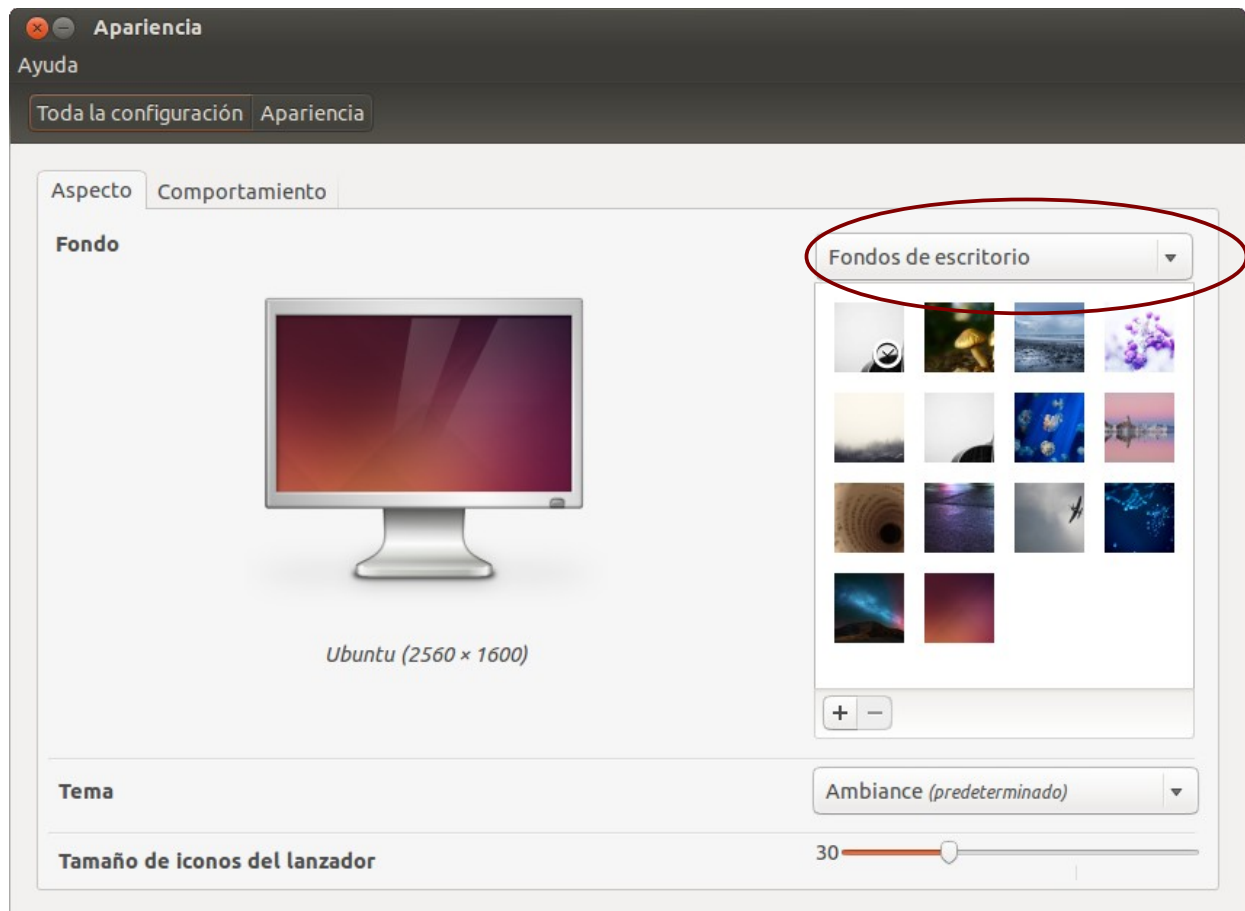 Apariencia
Ayuda
Toda la configuración Apariencia
Aspecto Comportamiento
Fondo
Fondos de escritorio
Ubuntu (2560 × 1600)
+ −
Tema
Ambiance (predeterminado)
Tamaño de iconos del lanzador
30